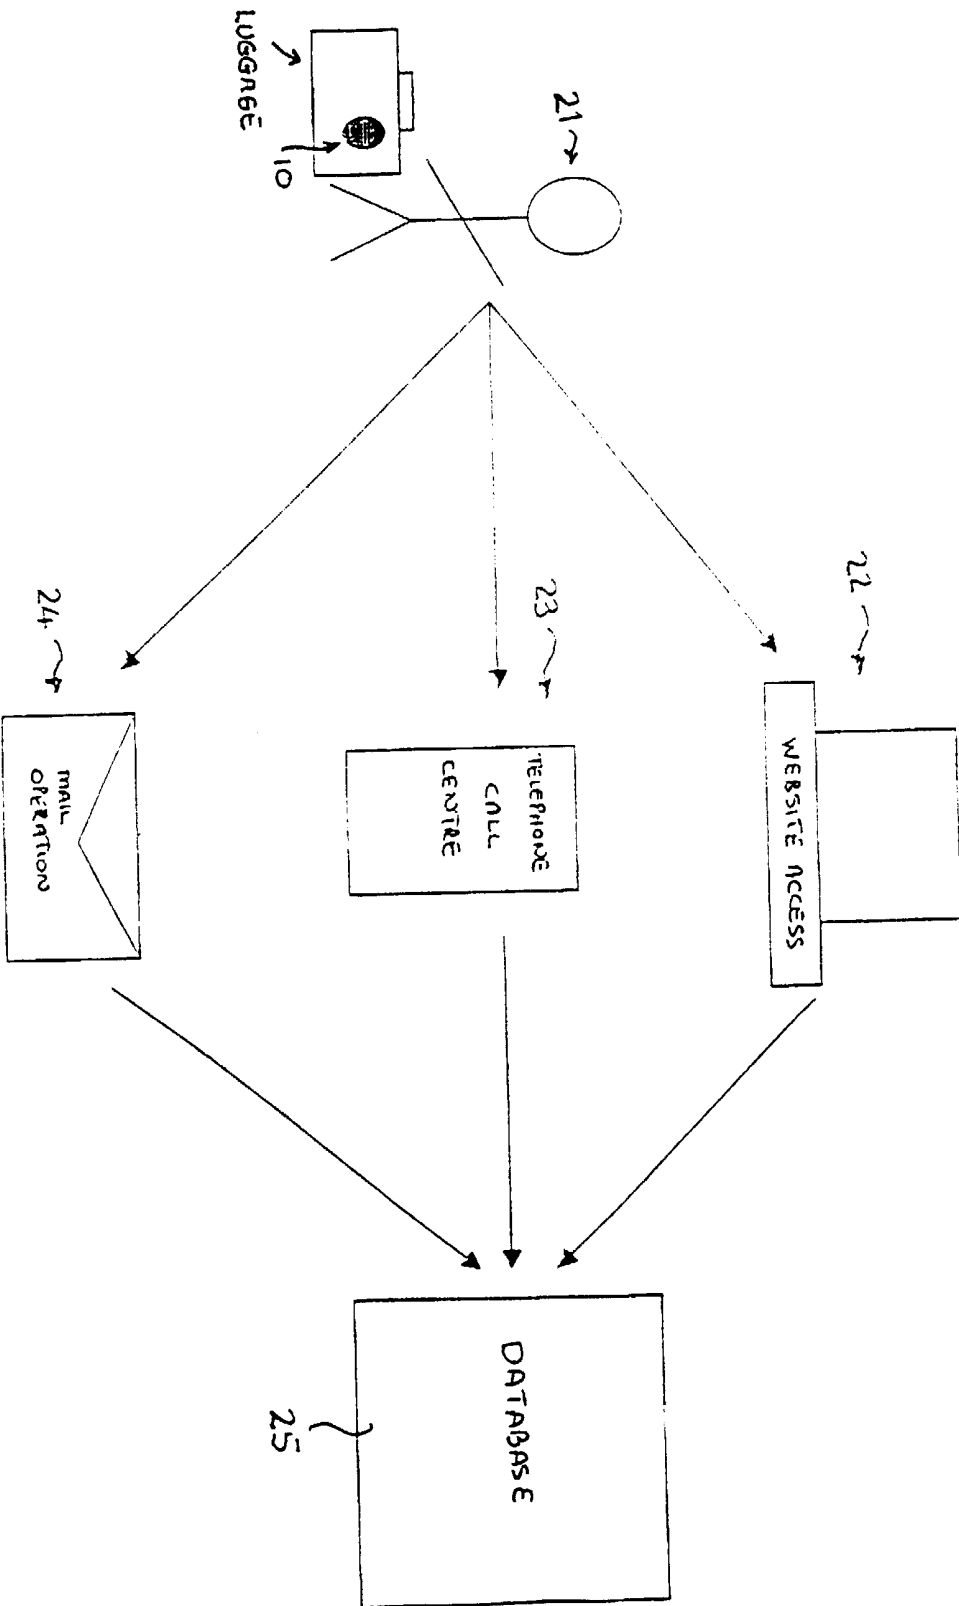 22
WEBSITE ACCESS
21
23
TELEPHONE
CALL
CENTRE
DATABASE
10
LUGGAGE
25
24
MAIL
OPERATION